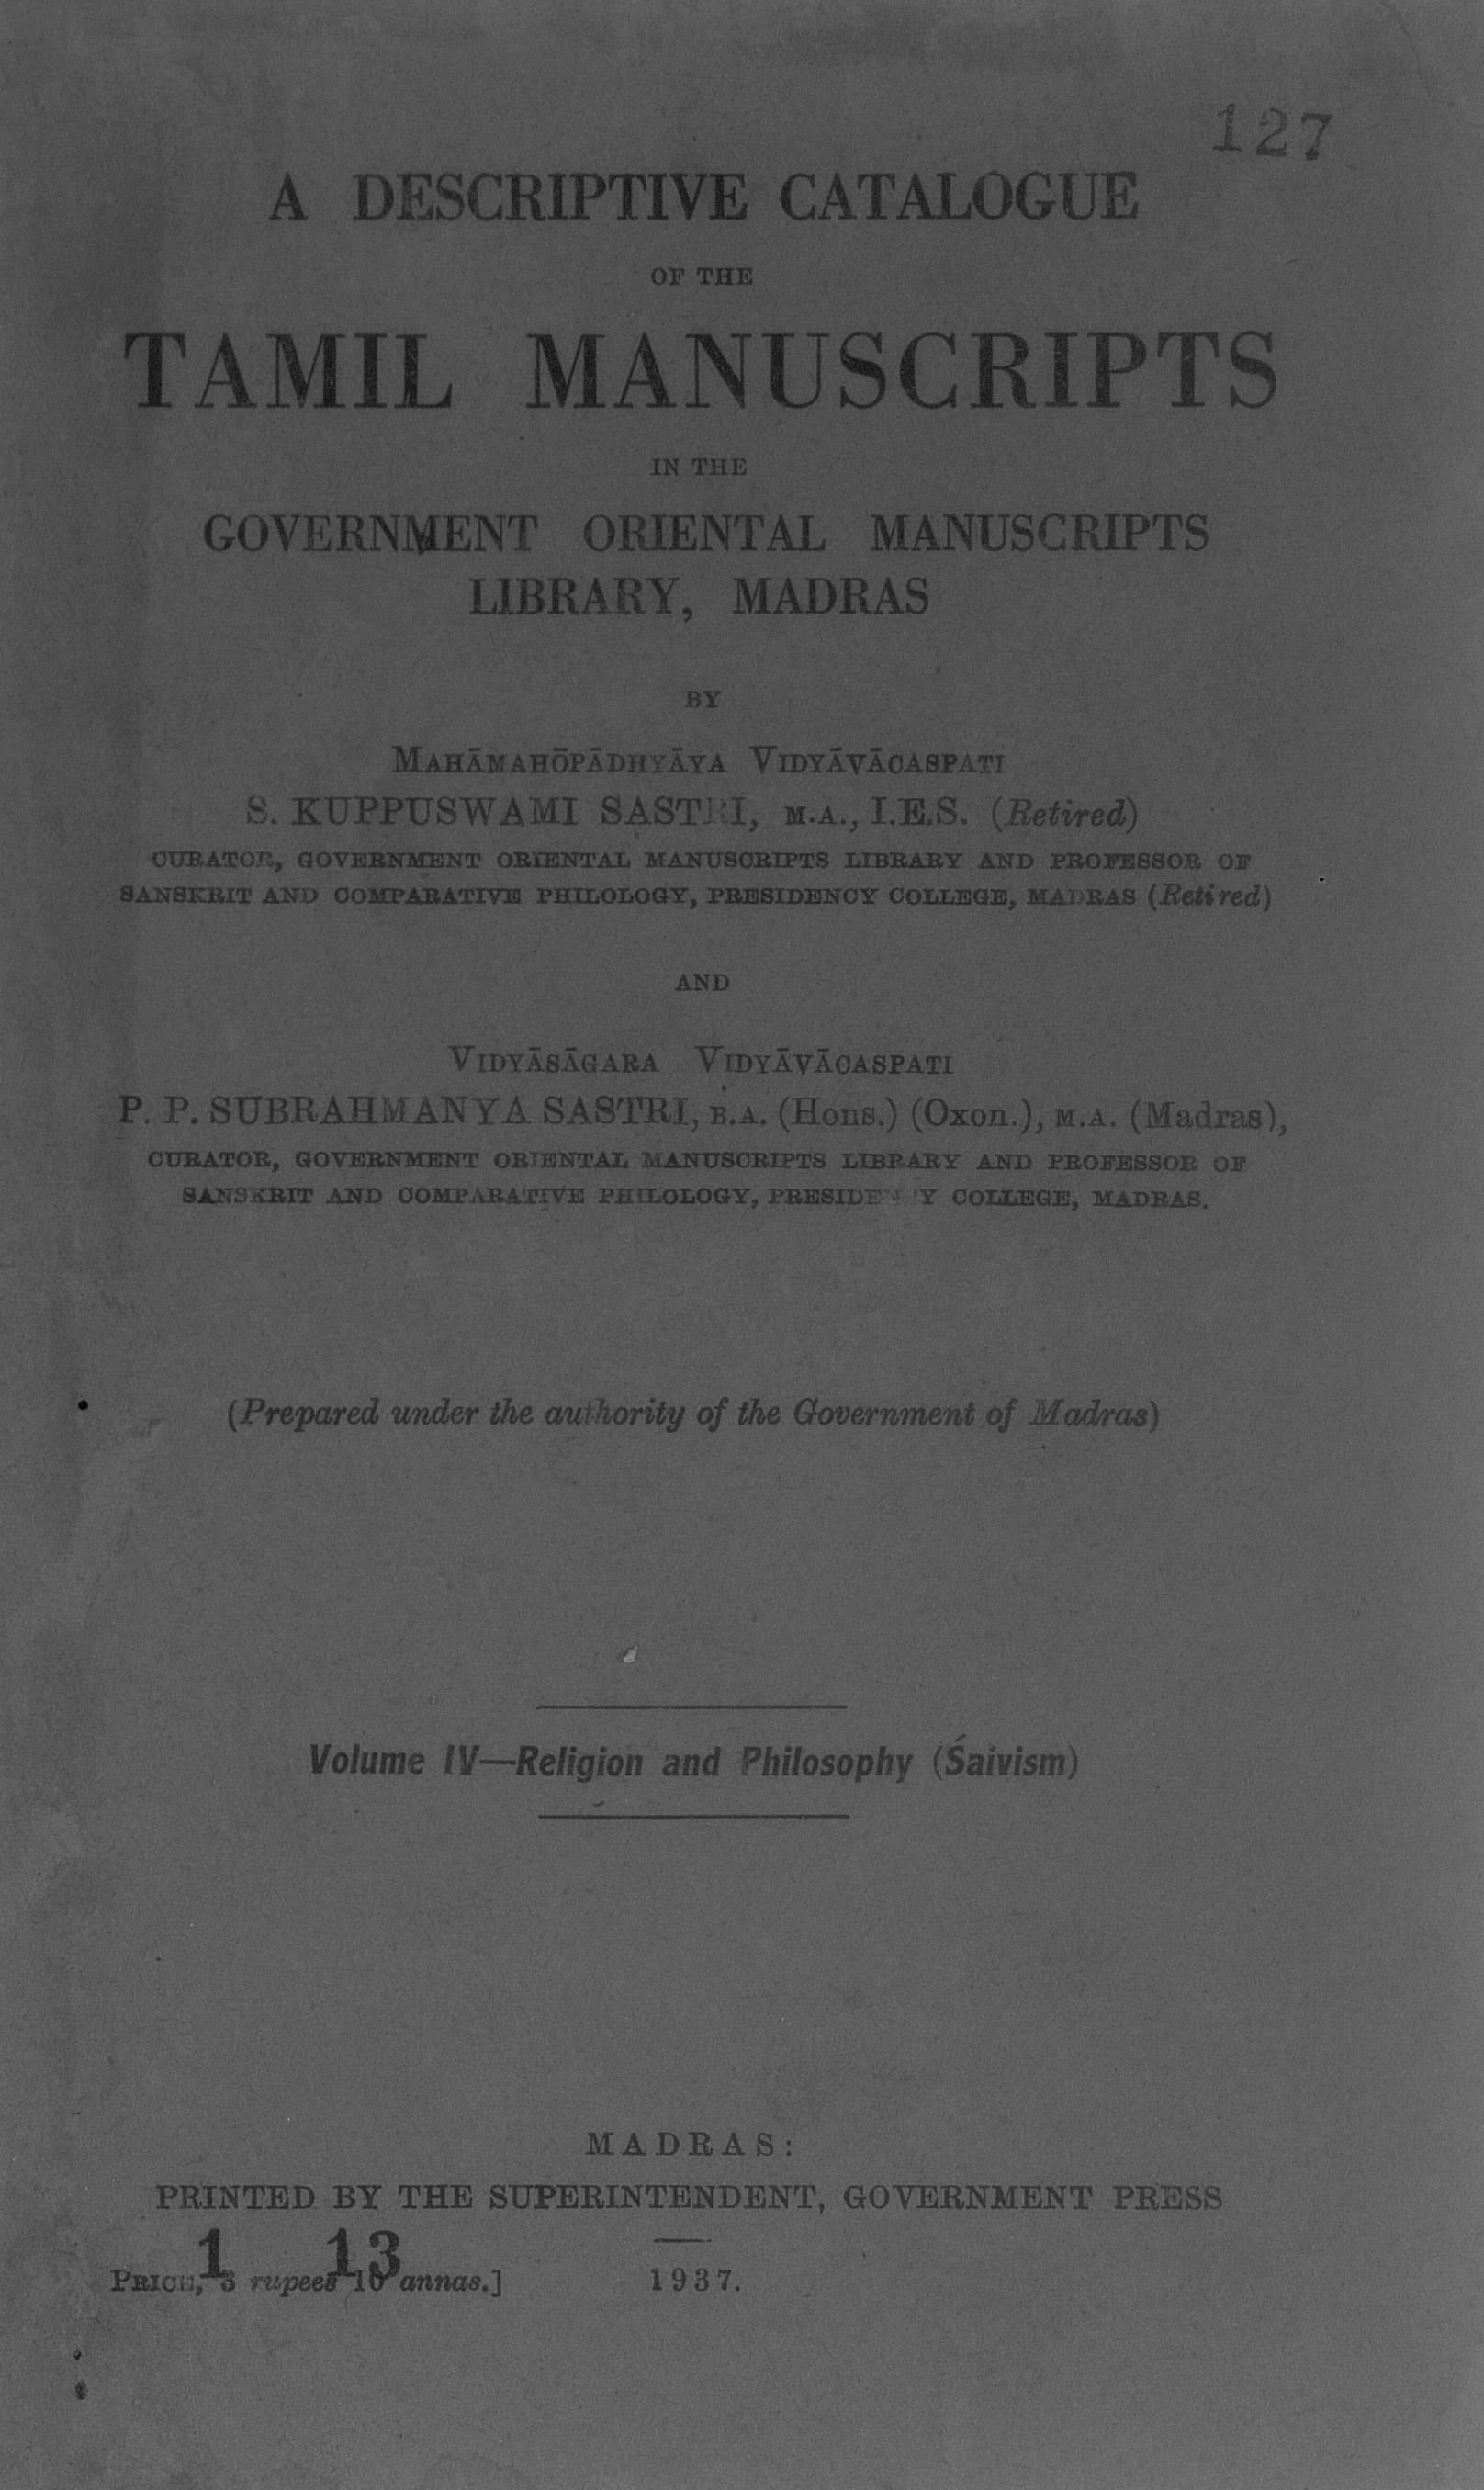 127
A DESCRIPTIVE CATALOGUE
OF THE
TAMIL MANUSCRIPTS
IN THE
GOVERNMENT ORIENTAL MANUSCRIPTS
LIBRARY, MADRAS
BY
MAHĀMAHŌPĀDHYĀYA VIDYĀVĀCASPATI
S. KUPPUSWAMI SASTRI, M.A., I.E.S. (Retired)
CURATOR, GOVERNMENT ORIENTAL MANUSCRIPTS LIBRARY AND PROFESSOR OF
SANSKRIT AND COMPARATIVE PHILOLOGY, PRESIDENCY COLLEGE, MADRAS (Retired)
AND
VIDYĀSĀGARA VIDYĀVĀCASPATI
P. P. SUBRAHMANYA SASTRI, B.A. (Hons.) (Oxon.), M.A. (Madras),
CURATOR, GOVERNMENT ORIENTAL MANUSCRIPTS LIBRARY AND PROFESSOR OF
SANSKRIT AND COMPARATIVE PHILOLOGY, PRESIDENCY COLLEGE, MADRAS.
(Prepared under the authority of the Government of Madras)
Volume IV—Religion and Philosophy (Śaivism)
MADRAS:
PRINTED BY THE SUPERINTENDENT, GOVERNMENT PRESS
1 13
PRICE, 3 rupees 10 annas.] 1937.